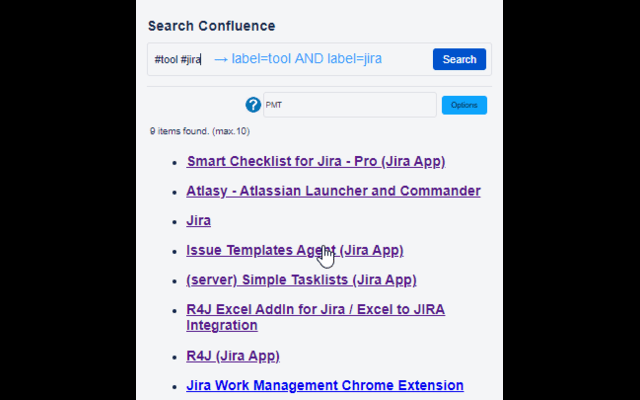 Search Confluence
#tool #jira → label=tool AND label=jira Search
? PMT Options
9 items found. (max.10)
• Smart Checklist for Jira - Pro (Jira App)
• Atlasy - Atlassian Launcher and Commander
• Jira
• Issue Templates Agent (Jira App)
• (server) Simple Tasklists (Jira App)
• R4J Excel AddIn for Jira / Excel to JIRA
Integration
• R4J (Jira App)
• Jira Work Management Chrome Extension